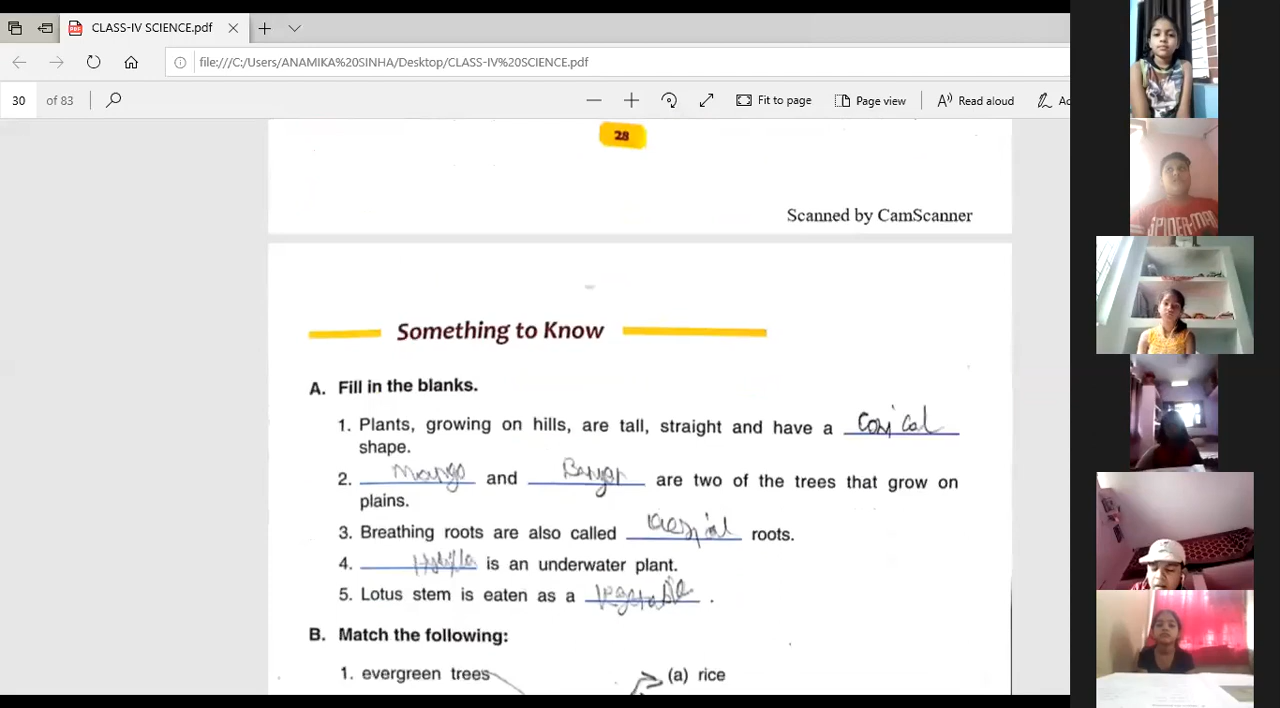 CLASS-IV SCIENCE.pdf
file:///C:/Users/ANAMIKA%20SINHA/Desktop/CLASS-IV%20SCIENCE.pdf
30 of 83 Fit to page Page view Read aloud
28
Scanned by CamScanner
Something to Know
A. Fill in the blanks.
1. Plants, growing on hills, are tall, straight and have a Conical
shape.
2. Mango and are two of the trees that grow on
plains.
3. Breathing roots are also called roots.
4. is an underwater plant.
5. Lotus stem is eaten as a vegetable .
B. Match the following:
1. evergreen trees (a) rice
SPIDER-MAN